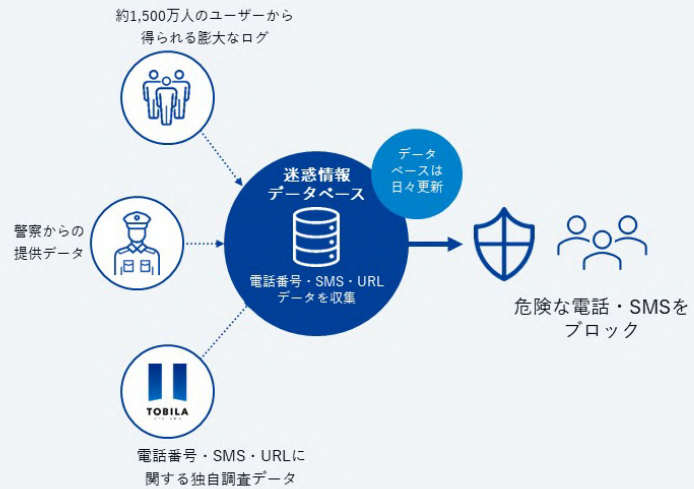 約1,500万人のユーザーから
得られる膨大なログ
データ
ベースは
日々更新
迷惑情報
データベース
警察からの
提供データ
電話番号・SMS・URL
データを収集
危険な電話・SMSを
ブロック
TOBILA
電話番号・SMS・URLに
関する独自調査データ